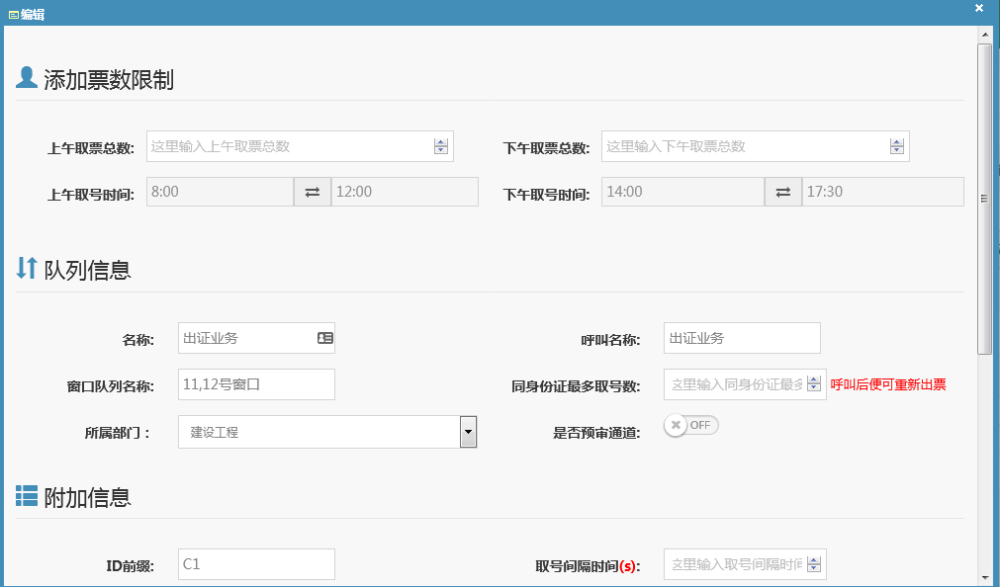 编辑
添加票数限制
上午取票总数: 这里输入上午取票总数 下午取票总数: 这里输入下午取票总数
上午取号时间: 8:00 12:00 下午取号时间: 14:00 17:30
队列信息
名称: 出证业务 呼叫名称: 出证业务
窗口队列名称: 11,12号窗口 同身份证最多取号数: 这里输入同身份证最多 呼叫后便可重新出票
所属部门： 建设工程 是否预审通道: OFF
附加信息
ID前缀: C1 取号间隔时间(s): 这里输入取号间隔时间